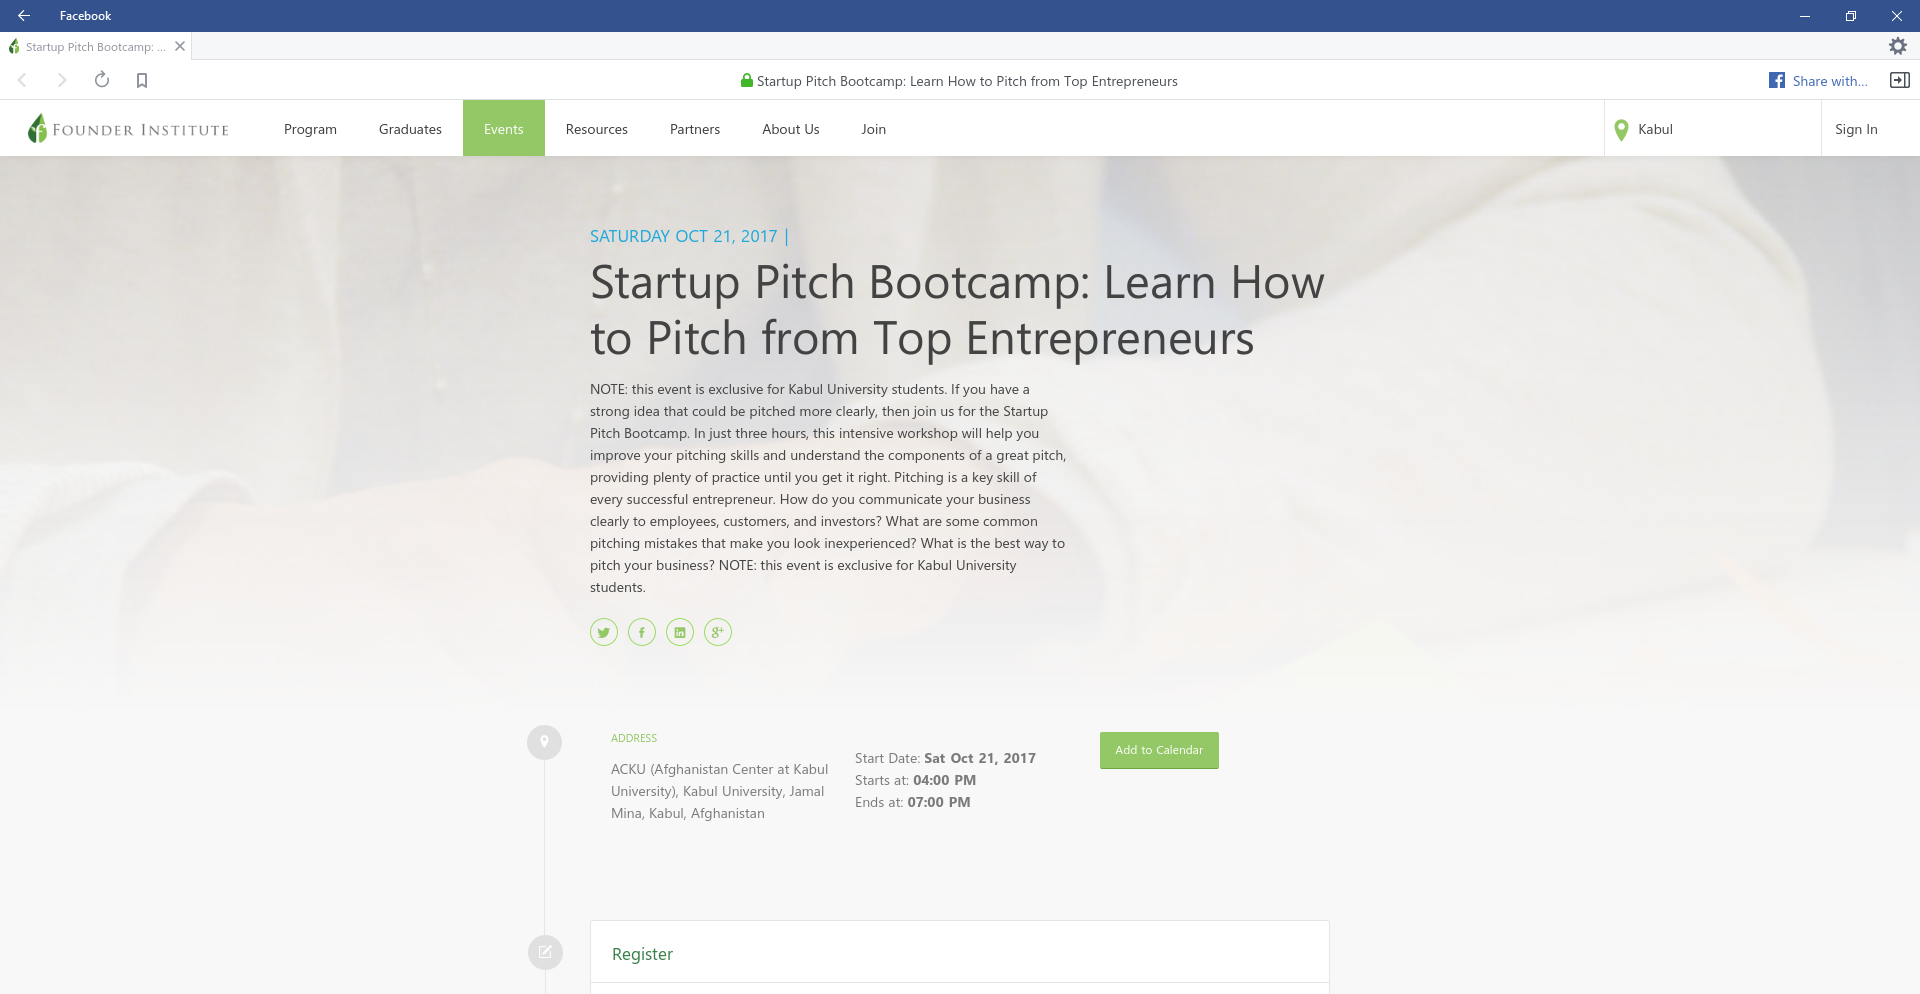 Facebook
Startup Pitch Bootcamp: ...
Startup Pitch Bootcamp: Learn How to Pitch from Top Entrepreneurs
Share with...
FOUNDER INSTITUTE
Program
Graduates
Events
Resources
Partners
About Us
Join
Kabul
Sign In
SATURDAY OCT 21, 2017 |
Startup Pitch Bootcamp: Learn How
to Pitch from Top Entrepreneurs
NOTE: this event is exclusive for Kabul University students. If you have a
strong idea that could be pitched more clearly, then join us for the Startup
Pitch Bootcamp. In just three hours, this intensive workshop will help you
improve your pitching skills and understand the components of a great pitch,
providing plenty of practice until you get it right. Pitching is a key skill of
every successful entrepreneur. How do you communicate your business
clearly to employees, customers, and investors? What are some common
pitching mistakes that make you look inexperienced? What is the best way to
pitch your business? NOTE: this event is exclusive for Kabul University
students.
ADDRESS
ACKU (Afghanistan Center at Kabul
University), Kabul University, Jamal
Mina, Kabul, Afghanistan
Start Date: Sat Oct 21, 2017
Starts at: 04:00 PM
Ends at: 07:00 PM
Add to Calendar
Register